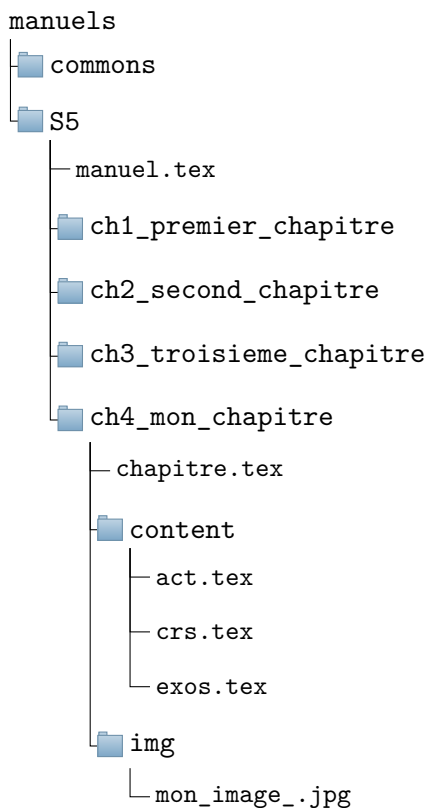 manuels
commons
S5
manuel.tex
ch1_premier_chapitre
ch2_second_chapitre
ch3_troisieme_chapitre
ch4_mon_chapitre
chapitre.tex
content
act.tex
crs.tex
exos.tex
img
mon_image_.jpg